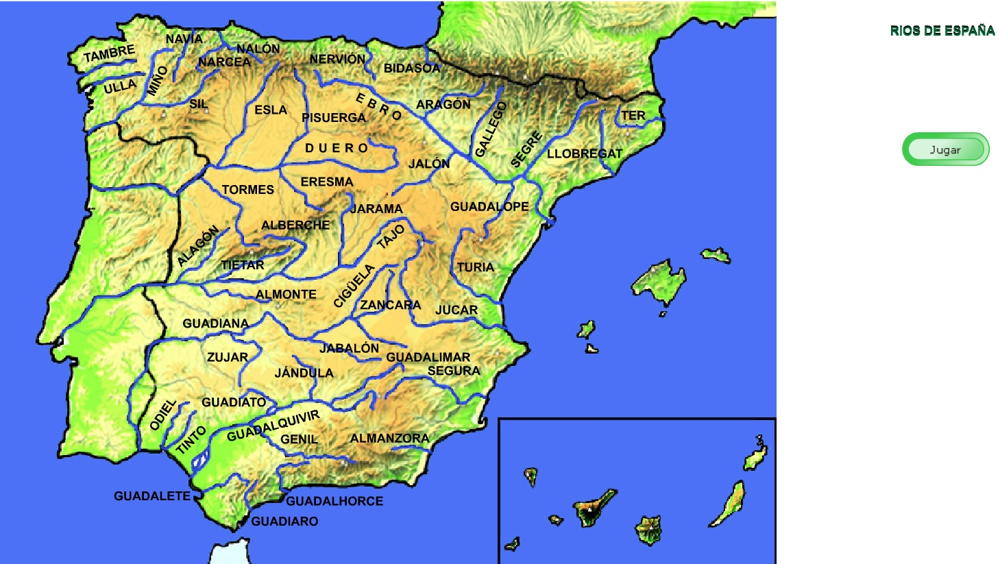 RIOS DE ESPAÑA
Jugar
NAVIA
TAMBRE
NALÓN
NARCEA
NERVIÓN
BIDASOA
MIÑO
ULLA
SIL
ESLA
PISUERGA
EBRO
ARAGÓN
GALLEGO
SEGRE
TER
LLOBREGAT
DUERO
JALÓN
TORMES
ERESMA
JARAMA
GUADALOPE
ALBERCHE
ALAGÓN
TAJO
TIETAR
TURIA
CIGÜELA
ALMONTE
ZANCARA
JUCAR
GUADIANA
JABALÓN
ZUJAR
GUADALIMAR
JÁNDULA
SEGURA
GUADIATO
ODIEL
GUADALQUIVIR
TINTO
GENIL
ALMANZORA
GUADALETE
GUADALHORCE
GUADIARO